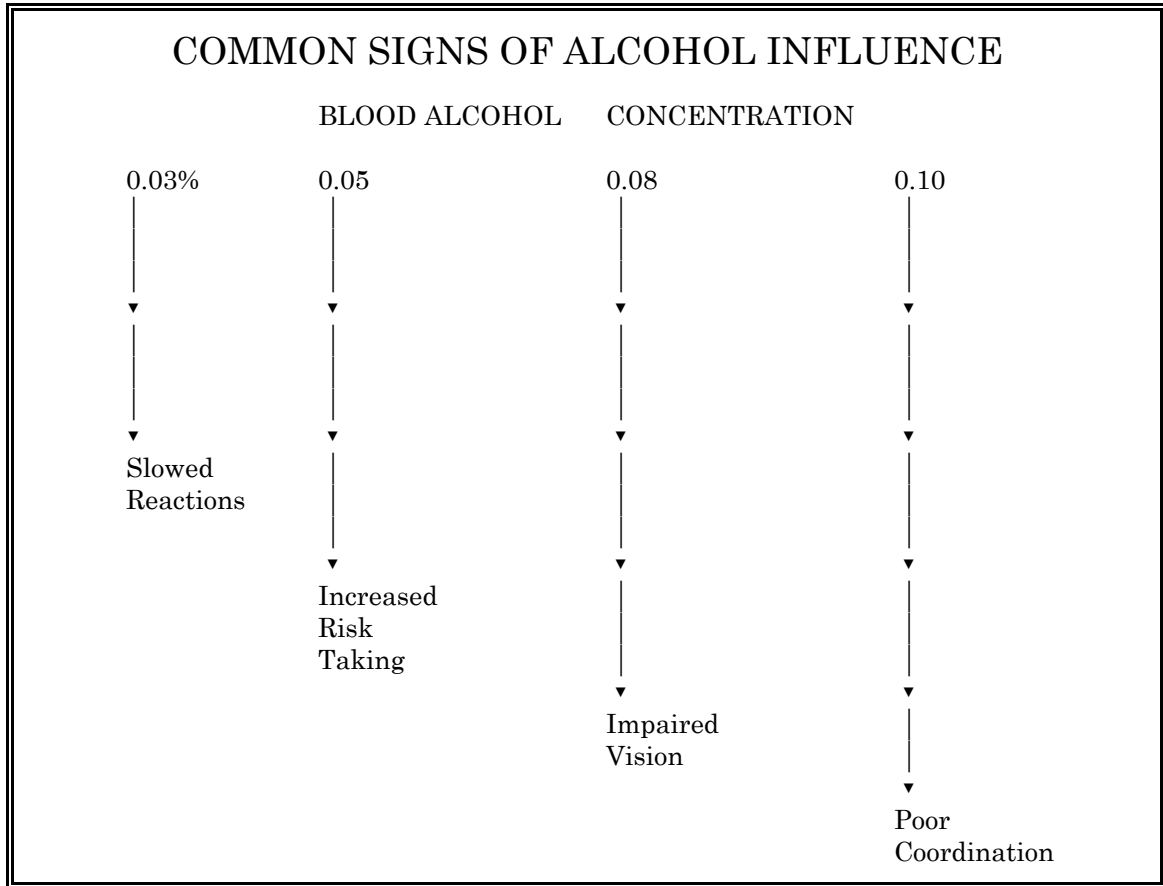 COMMON SIGNS OF ALCOHOL INFLUENCE
BLOOD ALCOHOL CONCENTRATION
0.03% 0.05 0.08 0.10
Slowed
Reactions
Increased
Risk
Taking
Impaired
Vision
Poor
Coordination